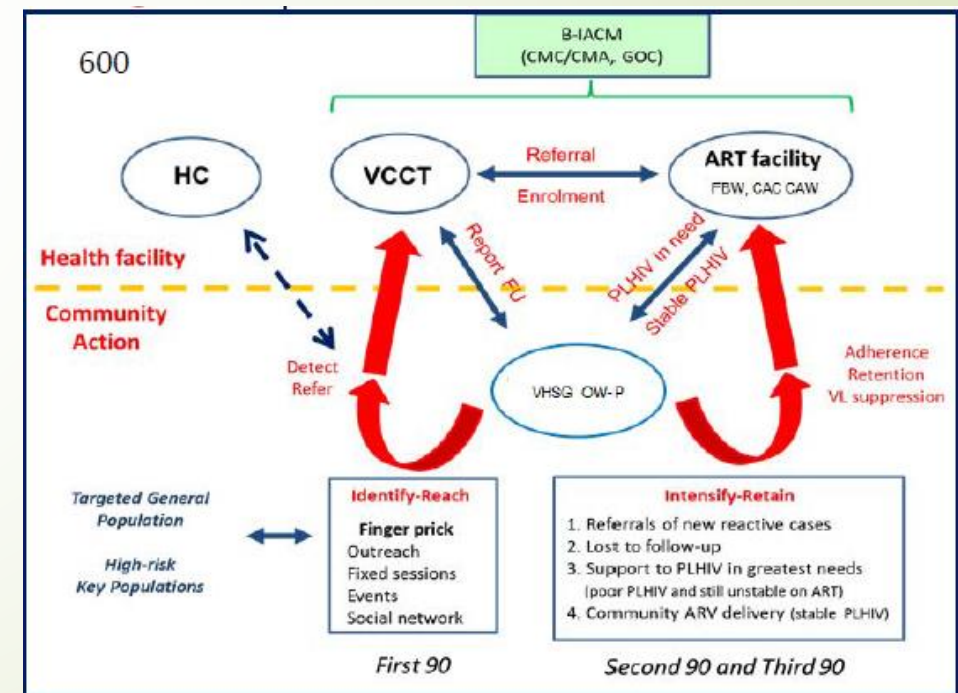 B-IACM
(CMC/CMA, GOC)
600
HC
VCCT
Referral
Enrolment
ART facility
FBW, CAC CAW
Health facility
Report FU
PLHIV in need
Stable PLHIV
Community
Action
Detect
Refer
VHSG OW-P
Adherence
Retention
VL suppression
Targeted General
Population
High-risk
Key Populations
Identify-Reach
Finger prick
Outreach
Fixed sessions
Events
Social network
Intensify-Retain
1. Referrals of new reactive cases
2. Lost to follow-up
3. Support to PLHIV in greatest needs
(poor PLHIV and still unstable on ART)
4. Community ARV delivery (stable PLHIV)
First 90
Second 90 and Third 90